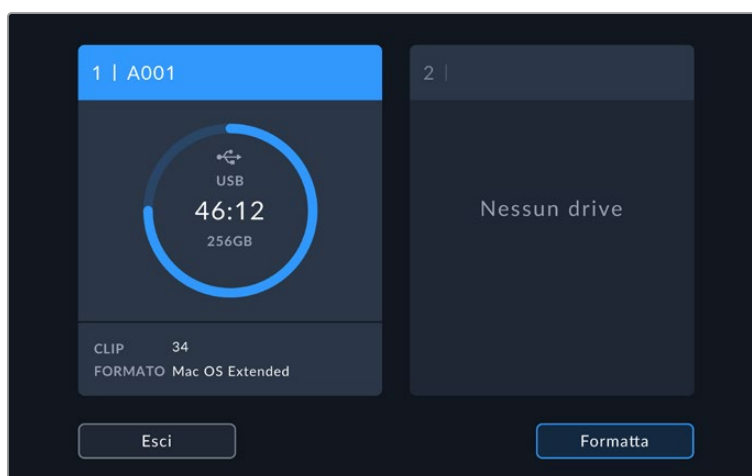 1 | A001
USB
46:12
256GB
CLIP 34
FORMATO Mac OS Extended
2 |
Nessun drive
Esci
Formatta